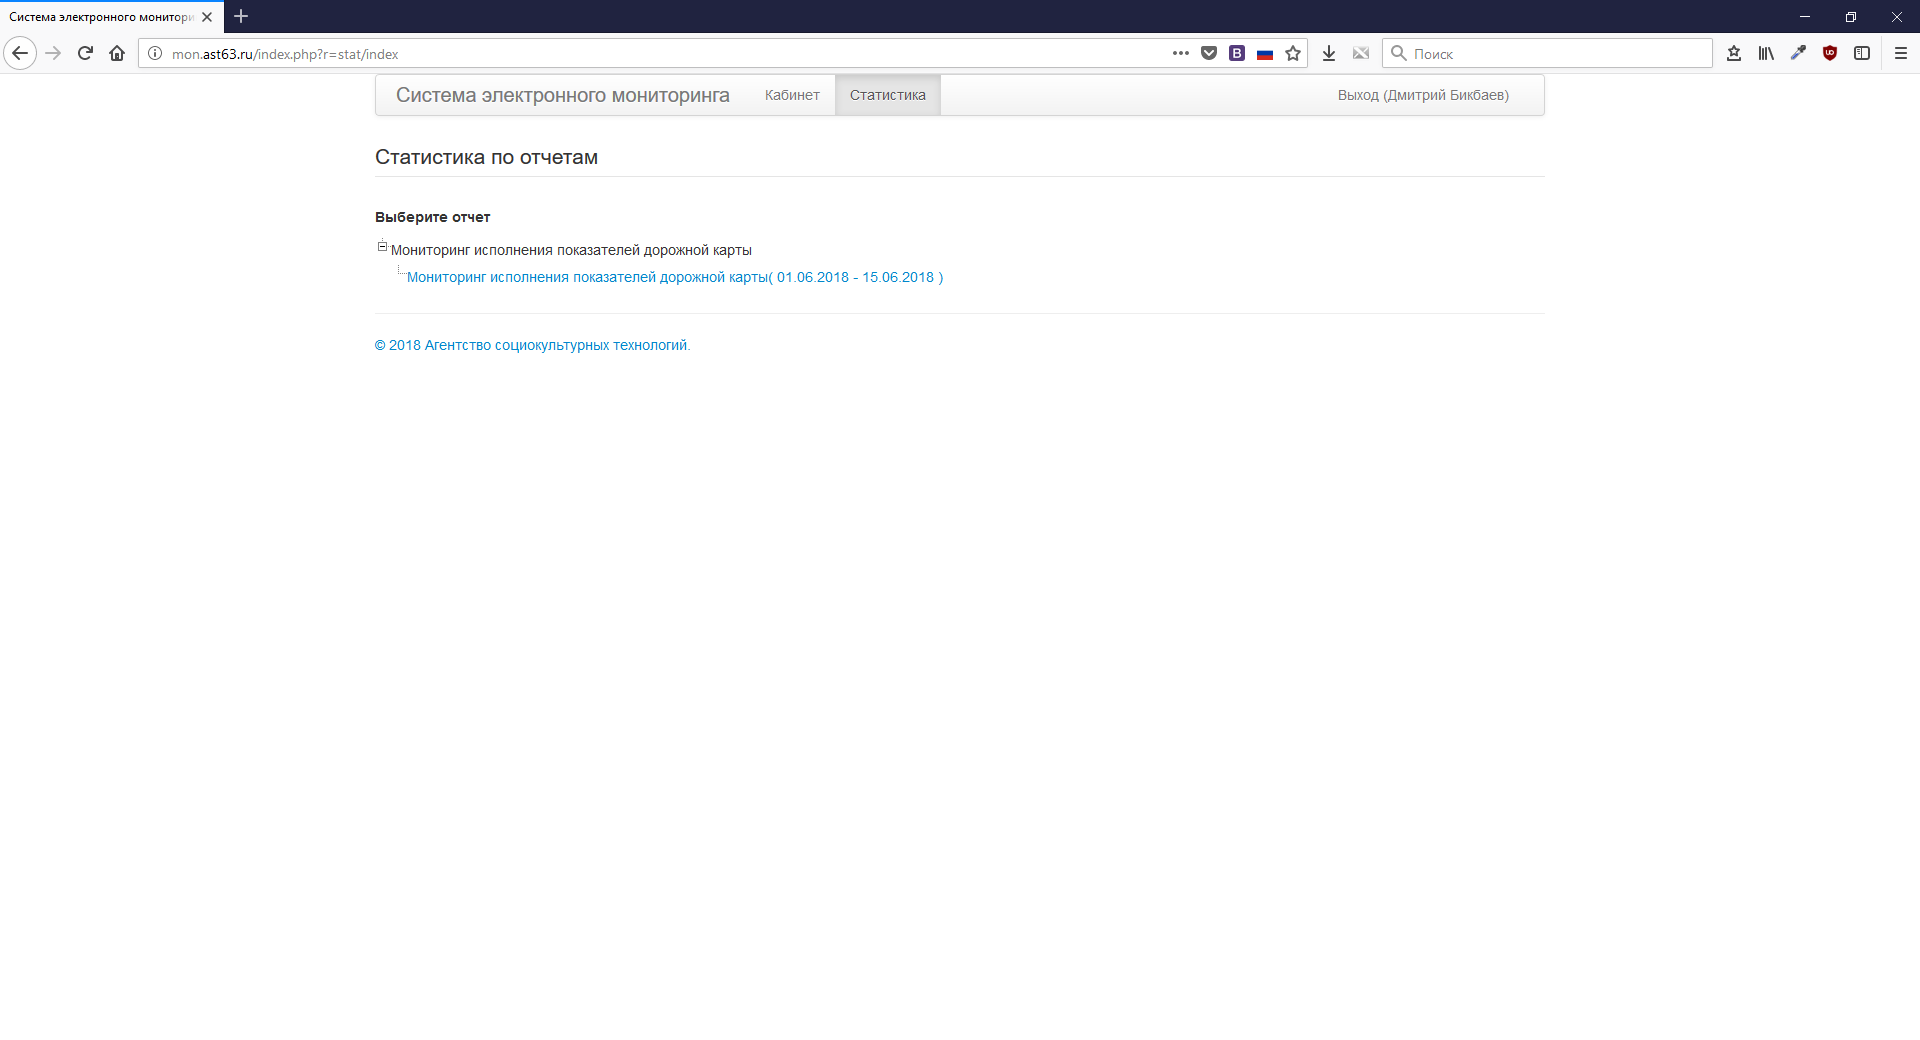 Система электронного монитори
mon.ast63.ru/index.php?r=stat/index
Поиск
Система электронного мониторинга
Кабинет
Статистика
Выход (Дмитрий Бикбаев)
Статистика по отчетам
Выберите отчет
Мониторинг исполнения показателей дорожной карты
Мониторинг исполнения показателей дорожной карты( 01.06.2018 - 15.06.2018 )
© 2018 Агентство социокультурных технологий.